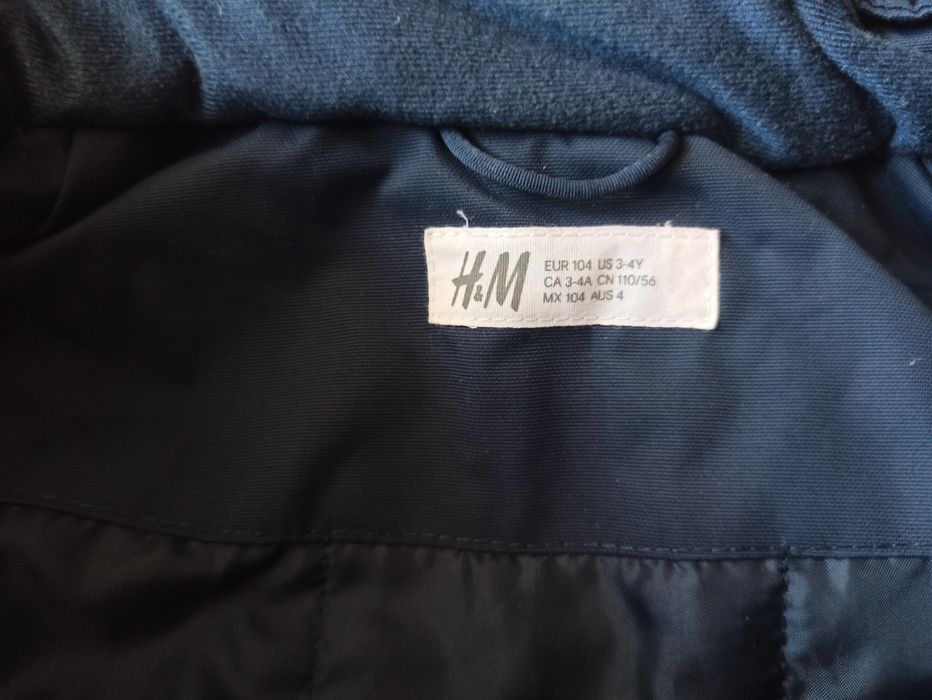 H&M
EUR 104 US 3-4Y
CA 3-4A CN 110/56
MX 104 AUS 4